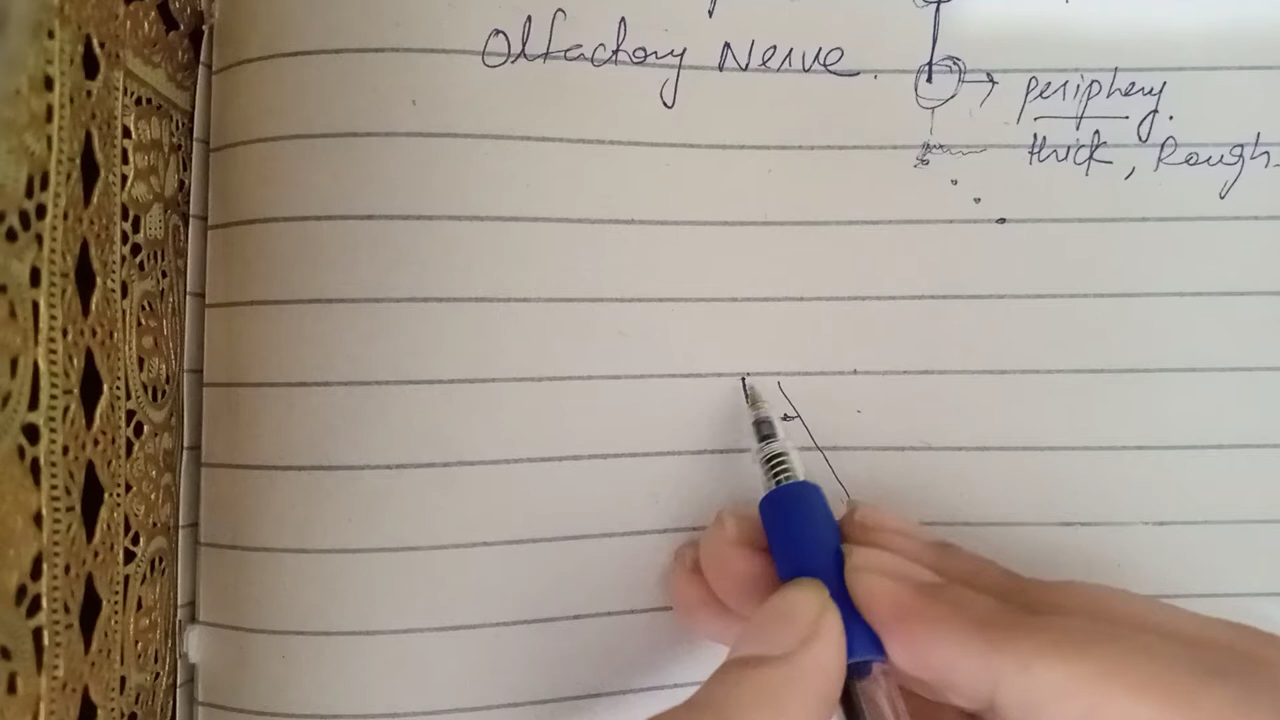 Olfactory Nerve.
→ periphery.
thick, Rough